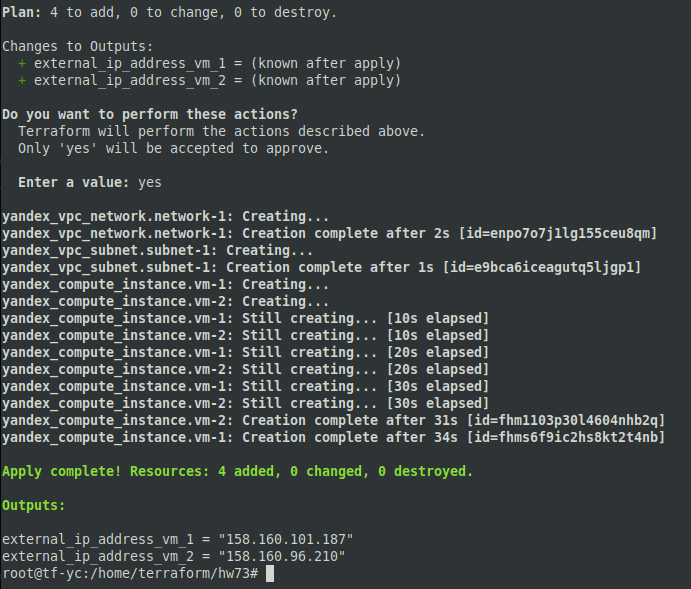 Plan: 4 to add, 0 to change, 0 to destroy.
Changes to Outputs:
+ external_ip_address_vm_1 = (known after apply)
+ external_ip_address_vm_2 = (known after apply)
Do you want to perform these actions?
Terraform will perform the actions described above.
Only 'yes' will be accepted to approve.
Enter a value: yes
yandex_vpc_network.network-1: Creating...
yandex_vpc_network.network-1: Creation complete after 2s [id=enpo7o7j1lg155ceu8qm]
yandex_vpc_subnet.subnet-1: Creating...
yandex_vpc_subnet.subnet-1: Creation complete after 1s [id=e9bca6iceagutq5ljgp1]
yandex_compute_instance.vm-1: Creating...
yandex_compute_instance.vm-2: Creating...
yandex_compute_instance.vm-1: Still creating... [10s elapsed]
yandex_compute_instance.vm-2: Still creating... [10s elapsed]
yandex_compute_instance.vm-1: Still creating... [20s elapsed]
yandex_compute_instance.vm-2: Still creating... [20s elapsed]
yandex_compute_instance.vm-1: Still creating... [30s elapsed]
yandex_compute_instance.vm-2: Still creating... [30s elapsed]
yandex_compute_instance.vm-2: Creation complete after 31s [id=fhm1103p30l4604nhb2q]
yandex_compute_instance.vm-1: Creation complete after 34s [id=fhms6f9ic2hs8kt2t4nb]
Apply complete! Resources: 4 added, 0 changed, 0 destroyed.
Outputs:
external_ip_address_vm_1 = "158.160.101.187"
external_ip_address_vm_2 = "158.160.96.210"
root@tf-yc:/home/terraform/hw73#